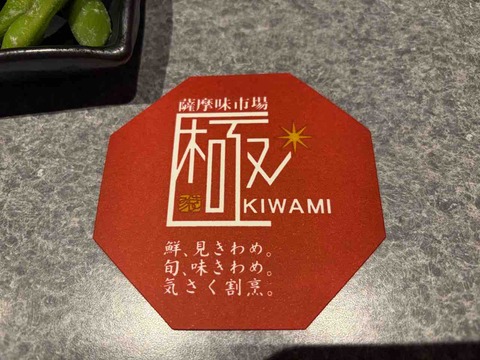 薩摩味市場
極
KIWAMI
鮮、見きわめ。
旬、味きわめ。
気さく割烹。